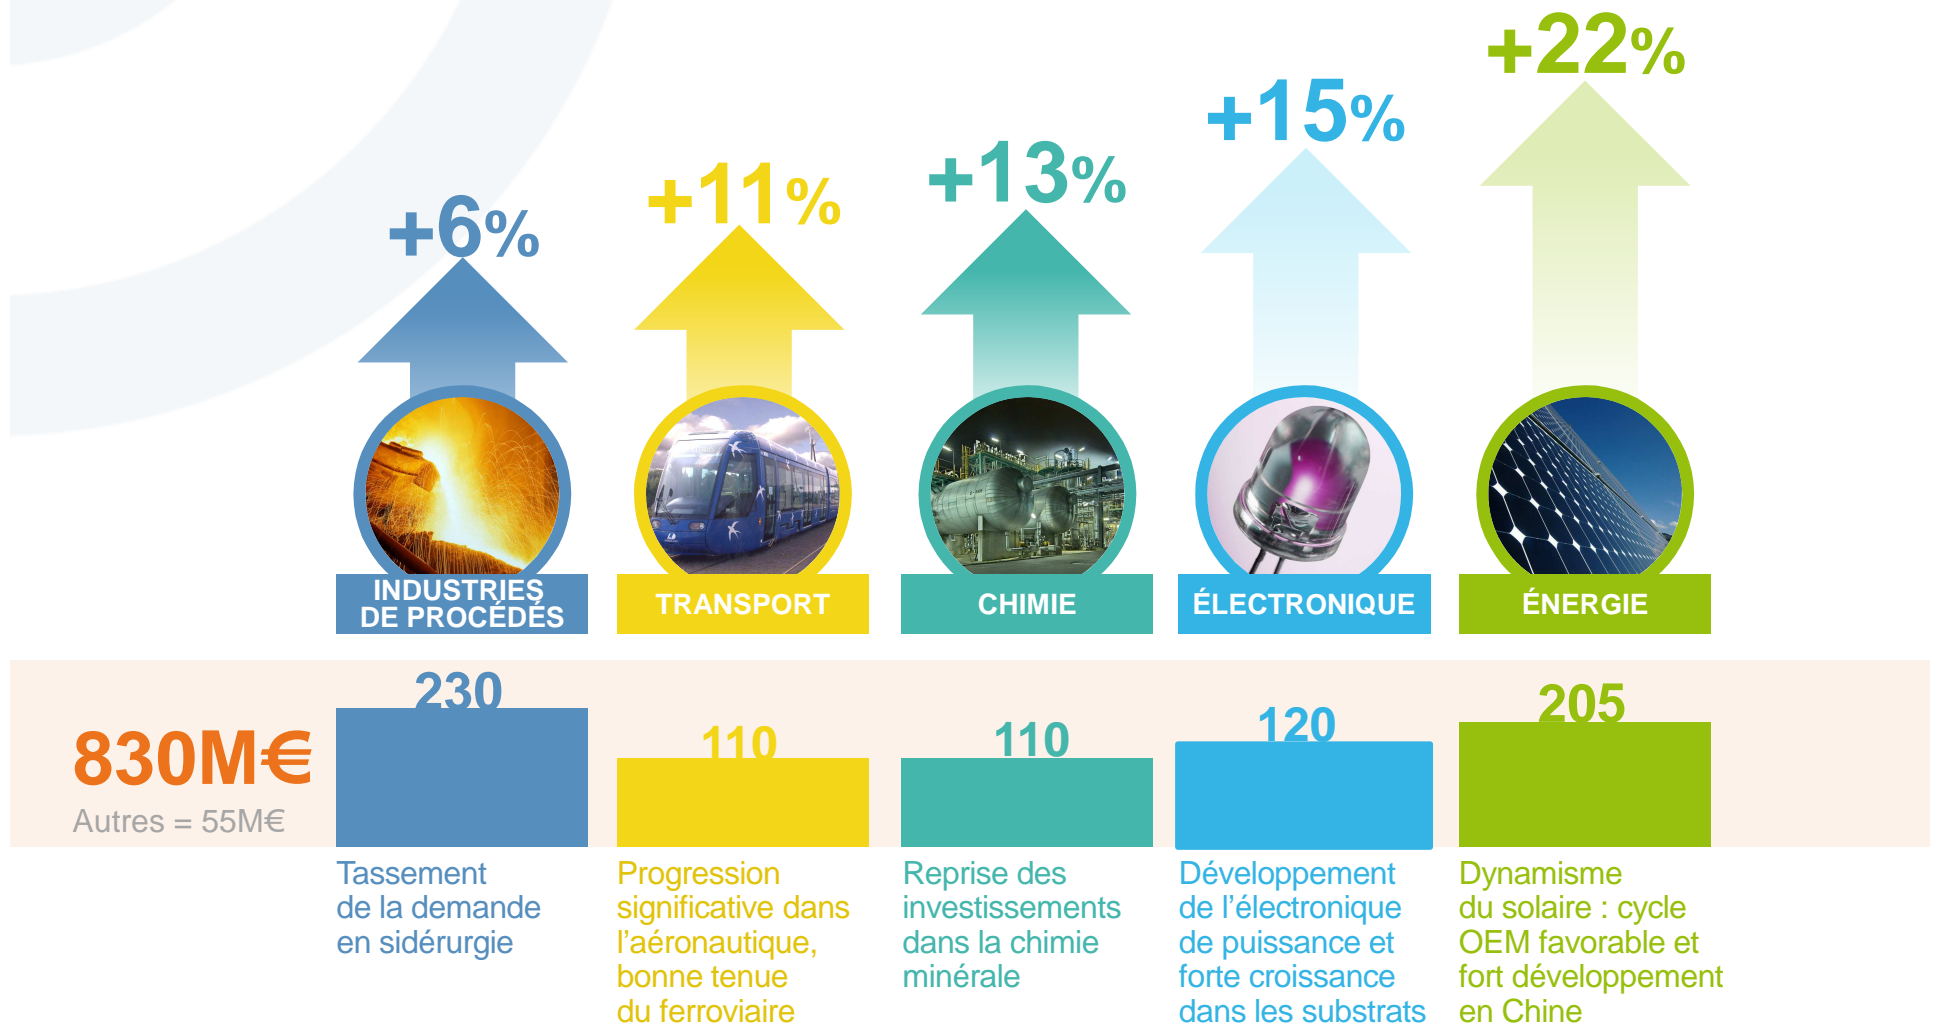 +6%
+11%
+13%
+15%
+22%
INDUSTRIES
DE PROCÉDÉS
TRANSPORT
CHIMIE
ÉLECTRONIQUE
ÉNERGIE
830M€
Autres = 55M€
230
110
110
120
205
Tassement
de la demande
en sidérurgie
Progression
significative dans
l'aéronautique,
bonne tenue
du ferroviaire
Reprise des
investissements
dans la chimie
minérale
Développement
de l'électronique
de puissance et
forte croissance
dans les substrats
Dynamisme
du solaire : cycle
OEM favorable et
fort développement
en Chine